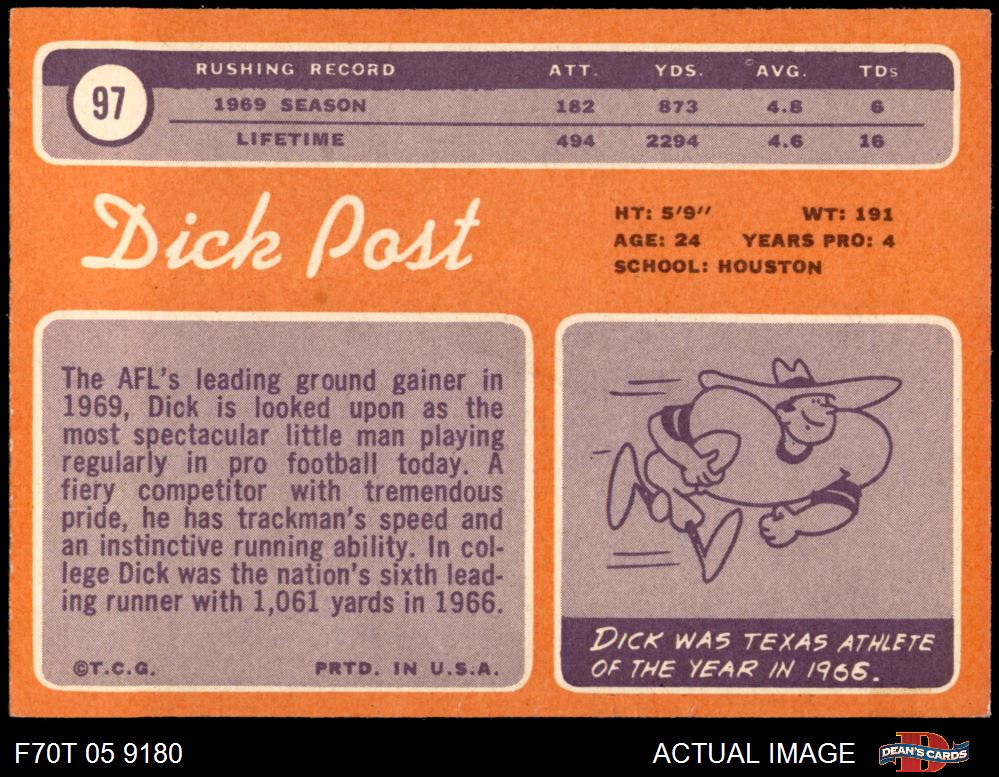 97
RUSHING RECORD ATT. YDS. AVG. TDs
1969 SEASON 182 873 4.8 6
LIFETIME 494 2294 4.6 16
Dick Post
HT: 5'9'' WT: 191
AGE: 24 YEARS PRO: 4
SCHOOL: HOUSTON
The AFL's leading ground gainer in
1969, Dick is looked upon as the
most spectacular little man playing
regularly in pro football today. A
fiery competitor with tremendous
pride, he has trackman's speed and
an instinctive running ability. In col-
lege Dick was the nation's sixth lead-
ing runner with 1,061 yards in 1966.
©T.C.G. PRTD. IN U.S.A.
DICK WAS TEXAS ATHLETE
OF THE YEAR IN 1966.
F70T 05 9180
ACTUAL IMAGE
D
DEAN'S CARDS